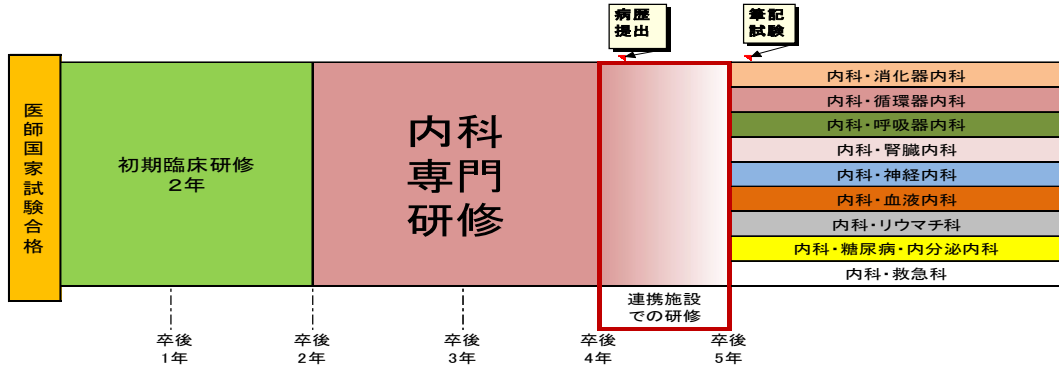 病歴
提出
筆記
試験
医師国家試験合格
初期臨床研修
2年
内科
専門
研修
内科・消化器内科
内科・循環器内科
内科・呼吸器内科
内科・腎臓内科
内科・神経内科
内科・血液内科
内科・リウマチ科
内科・糖尿病・内分泌内科
内科・救急科
連携施設
での研修
卒後
1年
卒後
2年
卒後
3年
卒後
4年
卒後
5年